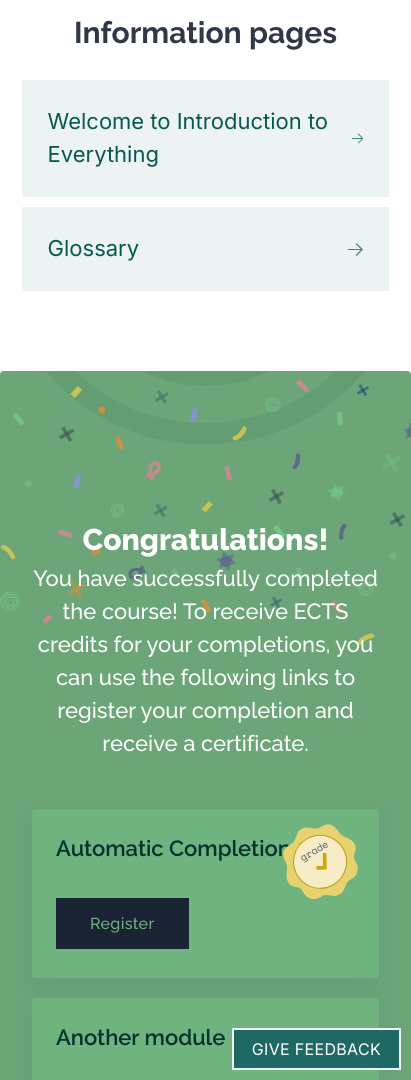 Information pages
Welcome to Introduction to
Everything
Glossary
Congratulations!
You have successfully completed
the course! To receive ECTS
credits for your completions, you
can use the following links to
register your completion and
receive a certificate.
Automatic Completion
grade
Register
Another module
GIVE FEEDBACK